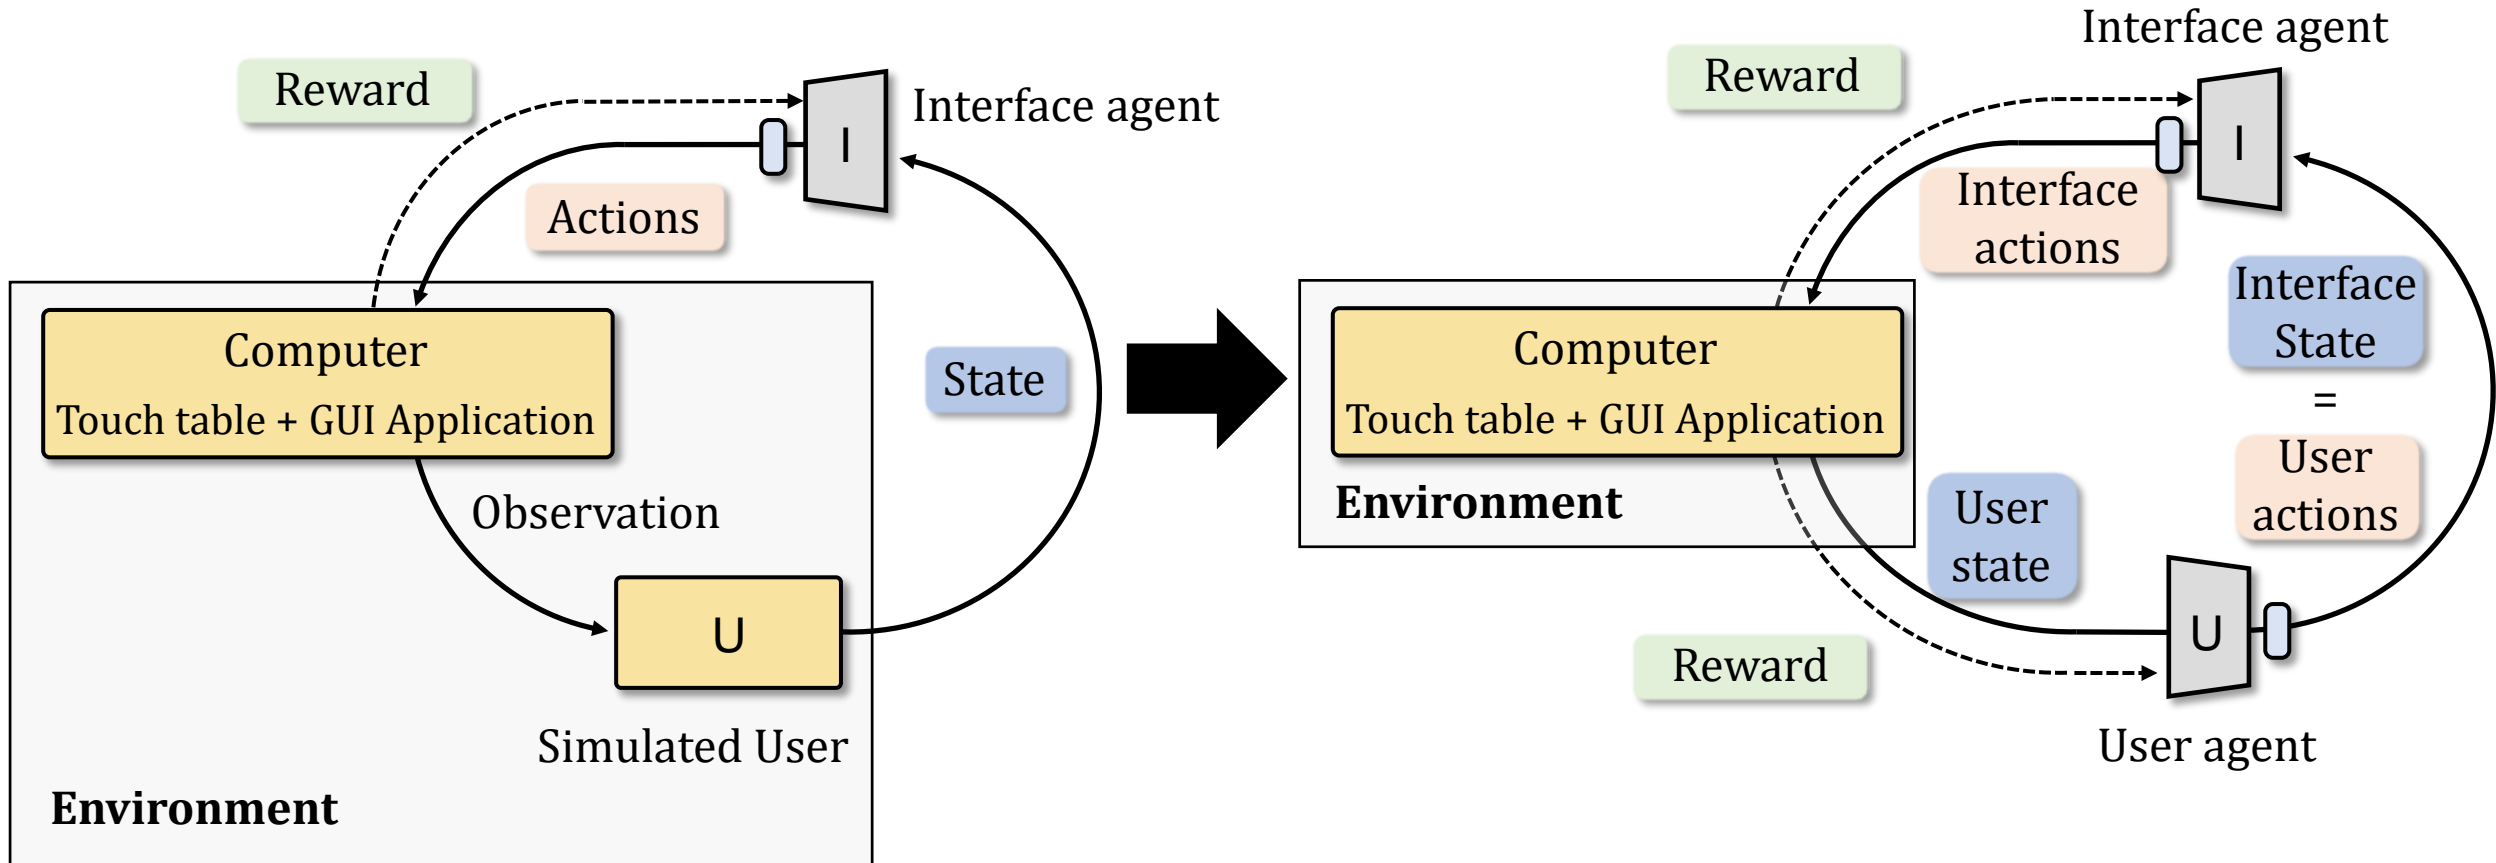 Reward
Interface agent
I
Actions
Computer
Touch table + GUI Application
State
Observation
U
Simulated User
Environment
Interface agent
Reward
I
Interface
actions
Interface
State
=
User
actions
Computer
Touch table + GUI Application
Environment
User
state
U
Reward
User agent